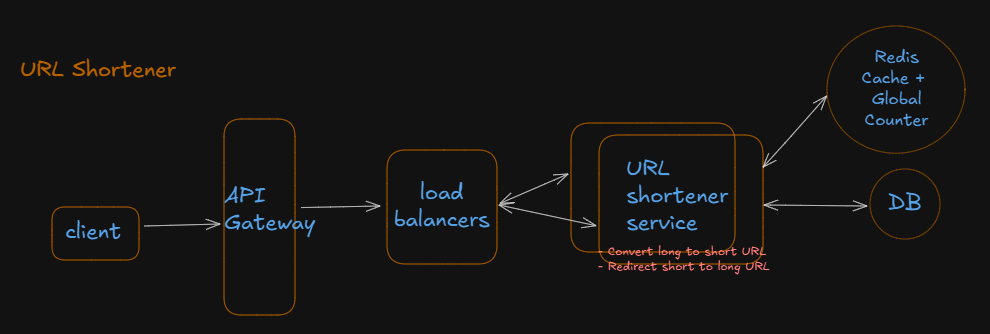 URL Shortener
client
API
Gateway
load
balancers
URL
shortener
service
- Convert long to short URL
- Redirect short to long URL
Redis
Cache +
Global
Counter
DB